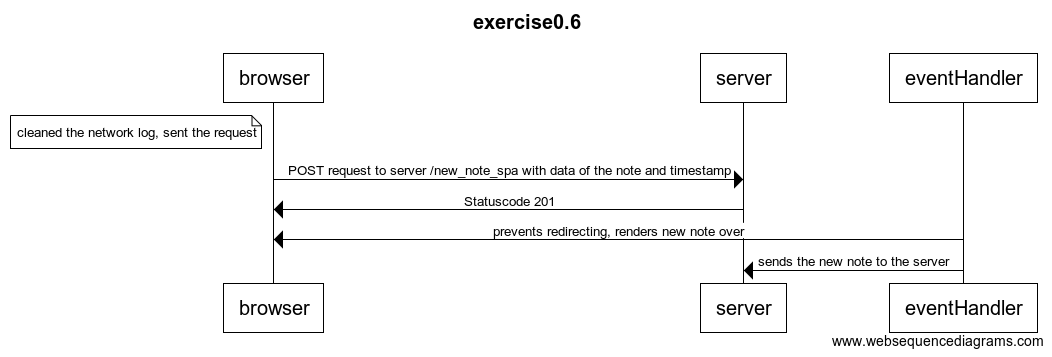 exercise0.6
browser
server
eventHandler
cleaned the network log, sent the request
POST request to server /new_note_spa with data of the note and timestamp
Statuscode 201
prevents redirecting, renders new note over
sends the new note to the server
browser
server
eventHandler
www.websequencediagrams.com